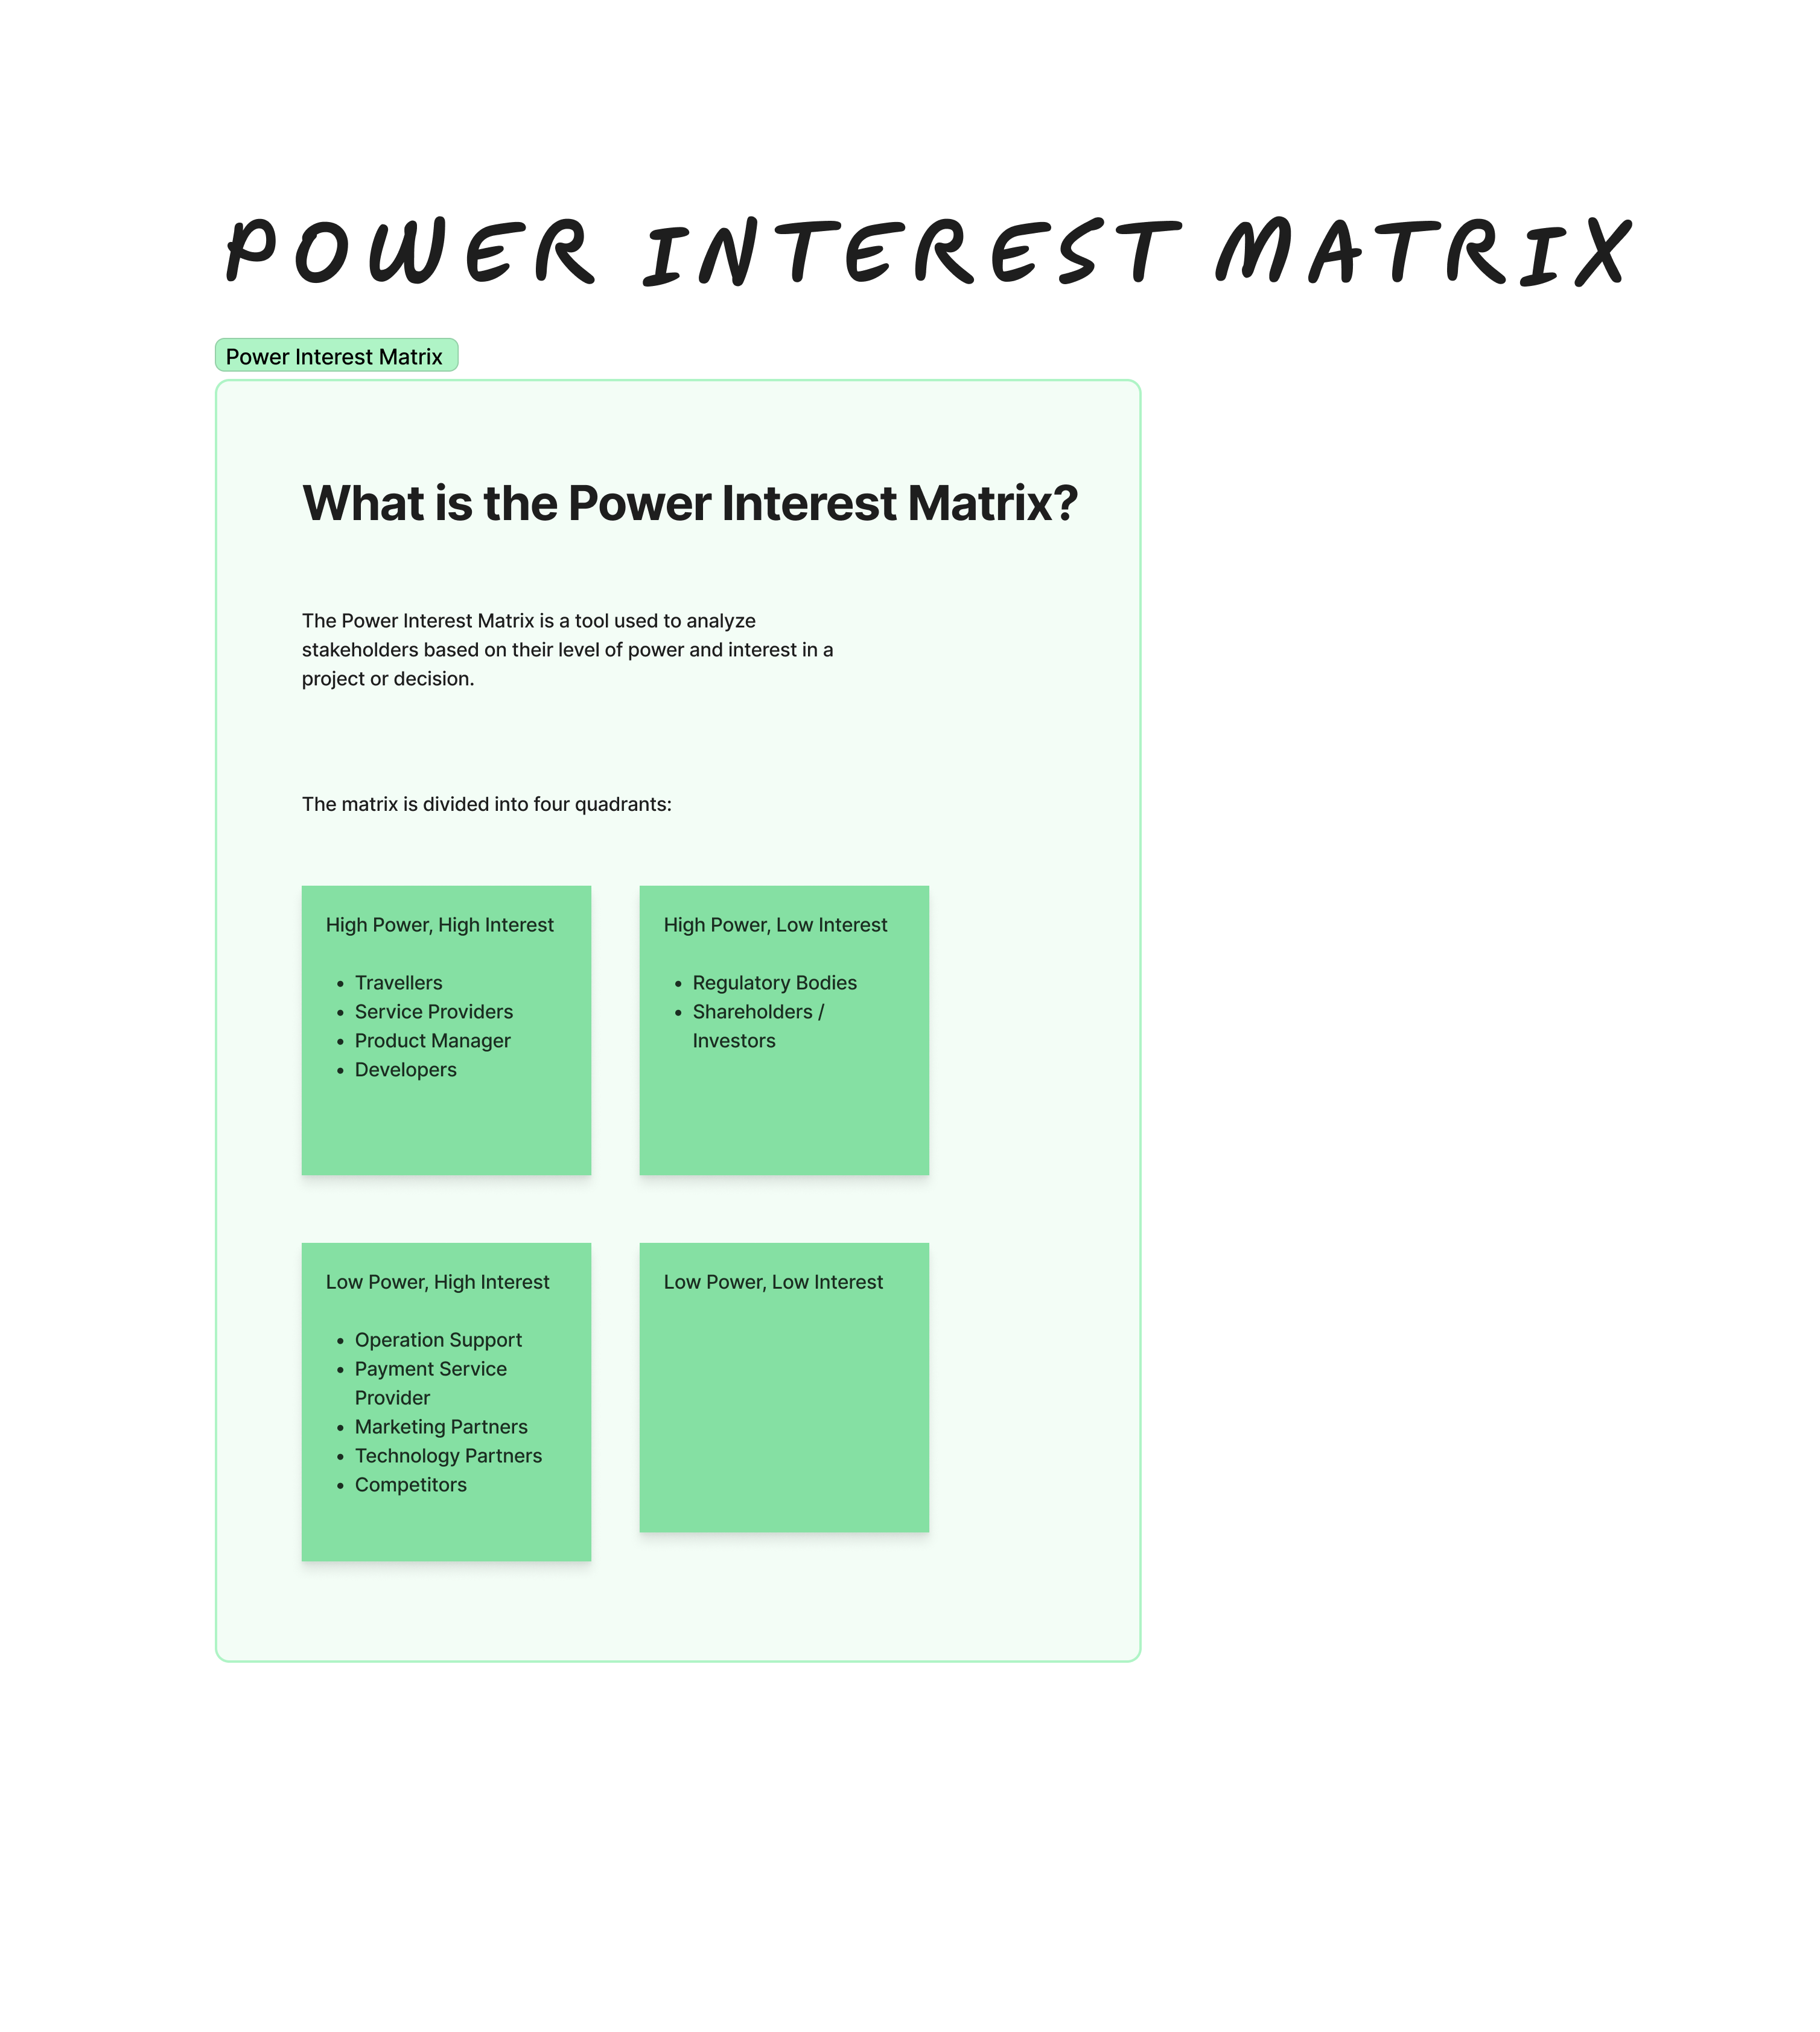 POWER INTEREST MATRIX
Power Interest Matrix
What is the Power Interest Matrix?
The Power Interest Matrix is a tool used to analyze
stakeholders based on their level of power and interest in a
project or decision.
The matrix is divided into four quadrants:
High Power, High Interest
• Travellers
• Service Providers
• Product Manager
• Developers
High Power, Low Interest
• Regulatory Bodies
• Shareholders /
Investors
Low Power, High Interest
• Operation Support
• Payment Service
Provider
• Marketing Partners
• Technology Partners
• Competitors
Low Power, Low Interest